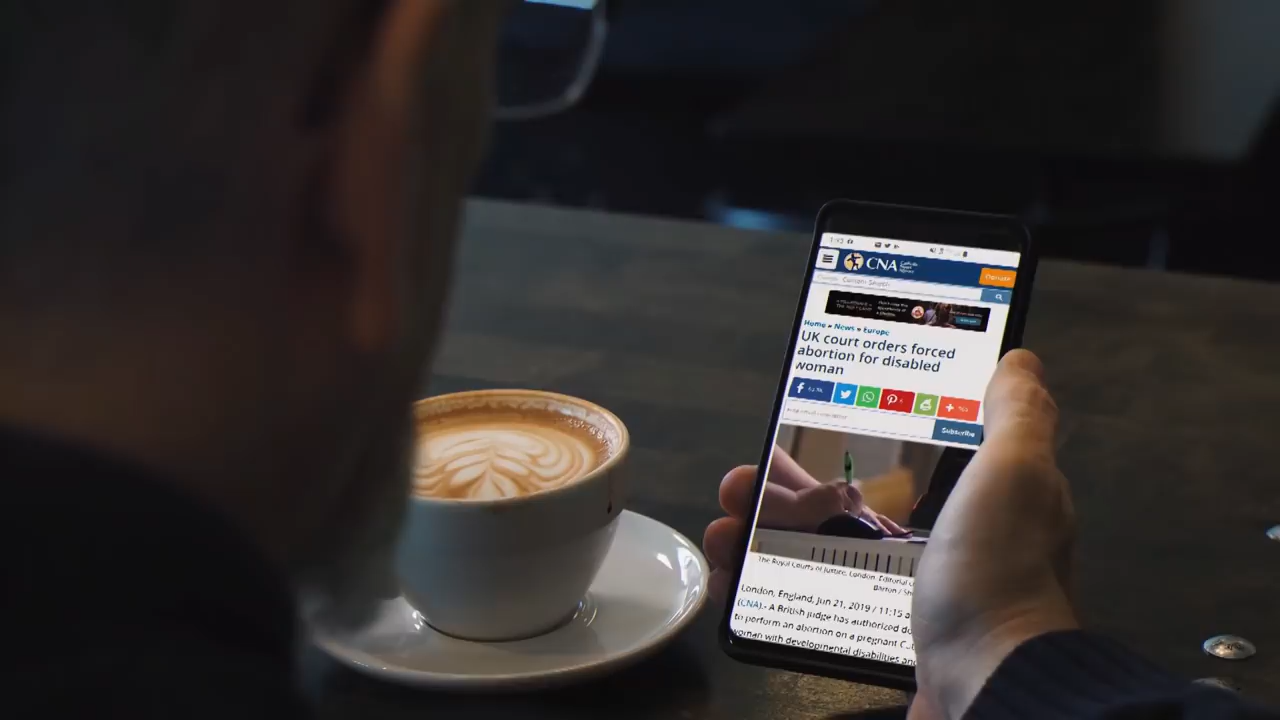 CNA
Donate
Home » News » Europe
UK court orders forced
abortion for disabled
woman
Subscribe
The Royal Courts of Justice, London. Editorial
London, England, Jun 21, 2019 / 11:15
(CNA).- A British judge has authorized
to perform an abortion on a pregnant
woman with developmental disabilities